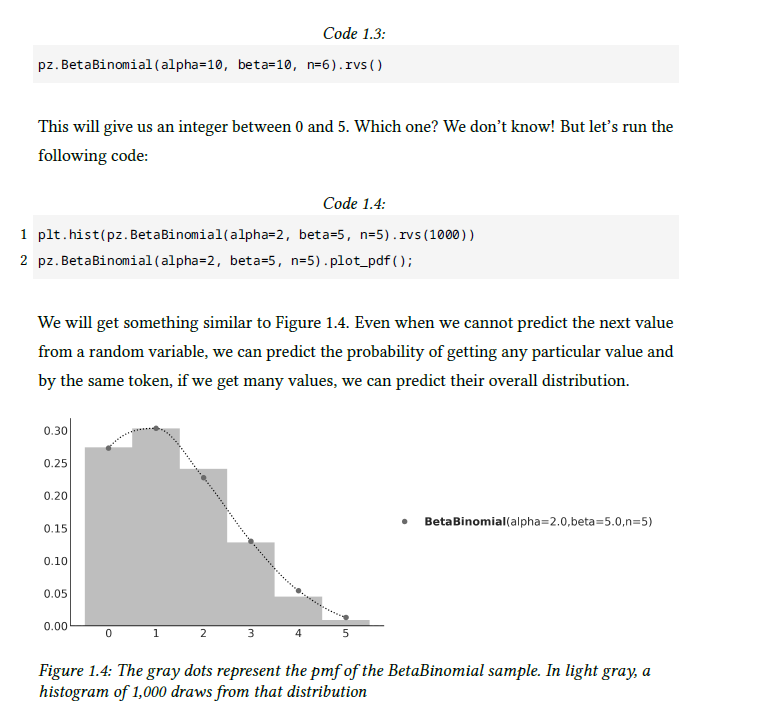 Code 1.3:
pz.BetaBinomial(alpha=10, beta=10, n=6).rvs()
This will give us an integer between 0 and 5. Which one? We don’t know! But let’s run the
following code:
Code 1.4:
1 plt.hist(pz.BetaBinomial(alpha=2, beta=5, n=5).rvs(1000))
2 pz.BetaBinomial(alpha=2, beta=5, n=5).plot_pdf();
We will get something similar to Figure 1.4. Even when we cannot predict the next value
from a random variable, we can predict the probability of getting any particular value and
by the same token, if we get many values, we can predict their overall distribution.
0.30
0.25
0.20
0.15
0.10
0.05
0.00
0 1 2 3 4 5
BetaBinomial(alpha=2.0,beta=5.0,n=5)
Figure 1.4: The gray dots represent the pmf of the BetaBinomial sample. In light gray, a
histogram of 1,000 draws from that distribution